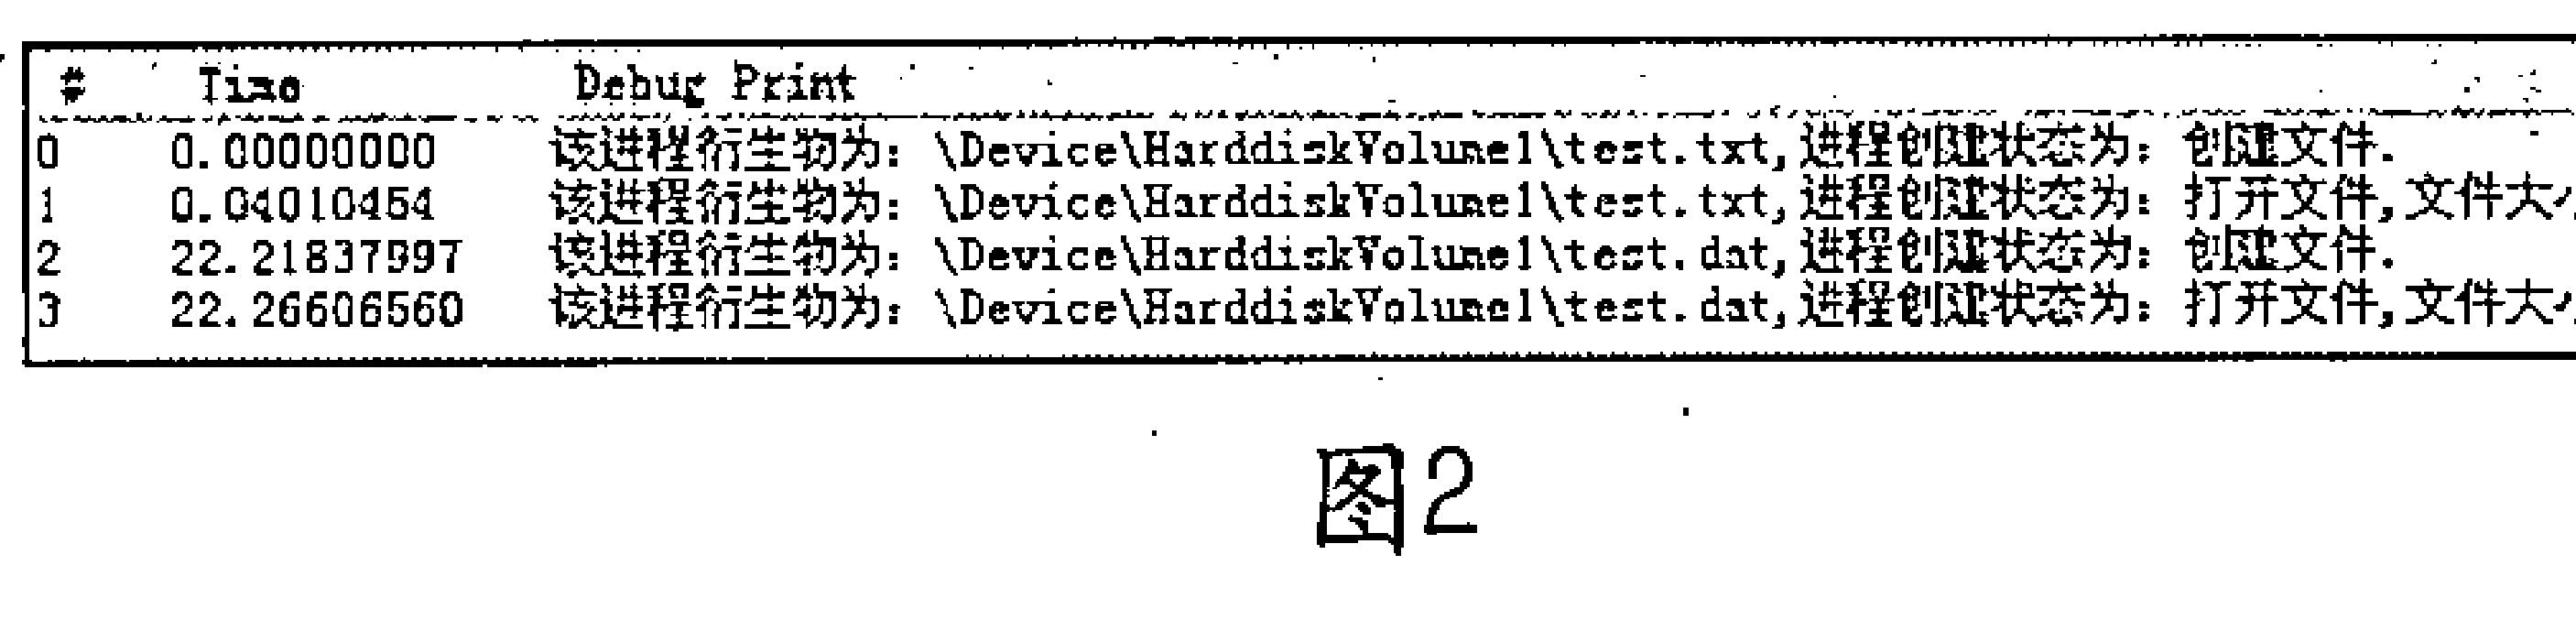 # Time Debug Print
0 0.00000000 该进程衍生物为: \Device\HarddiskVolume1\test.txt,进程创建状态为: 创建文件.
1 0.04010454 该进程衍生物为: \Device\HarddiskVolume1\test.txt,进程创建状态为: 打开文件,文件大
2 22.21837997 该进程衍生物为: \Device\HarddiskVolume1\test.dat,进程创建状态为: 创建文件.
3 22.26606560 该进程衍生物为: \Device\HarddiskVolume1\test.dat,进程创建状态为: 打开文件,文件大
图2